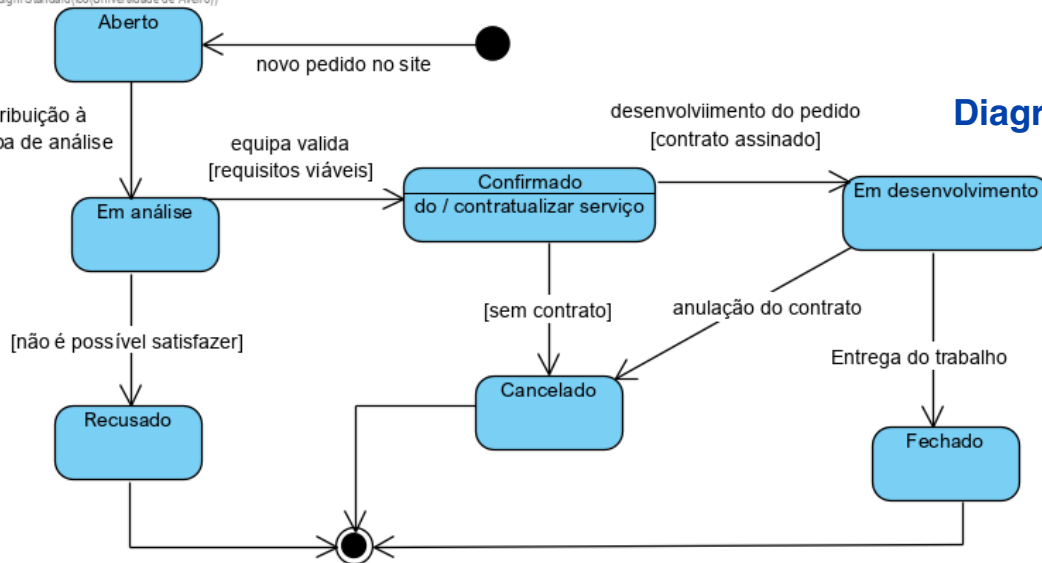 Aberto
novo pedido no site
ribuição à
a de análise
desenvolviimento do pedido
[contrato assinado]
Diagr
equipa valida
[requisitos viáveis]
Confirmado
do / contratualizar serviço
Em desenvolvimento
Em análise
[sem contrato]
anulação do contrato
[não é possível satisfazer]
Entrega do trabalho
Cancelado
Recusado
Fechado